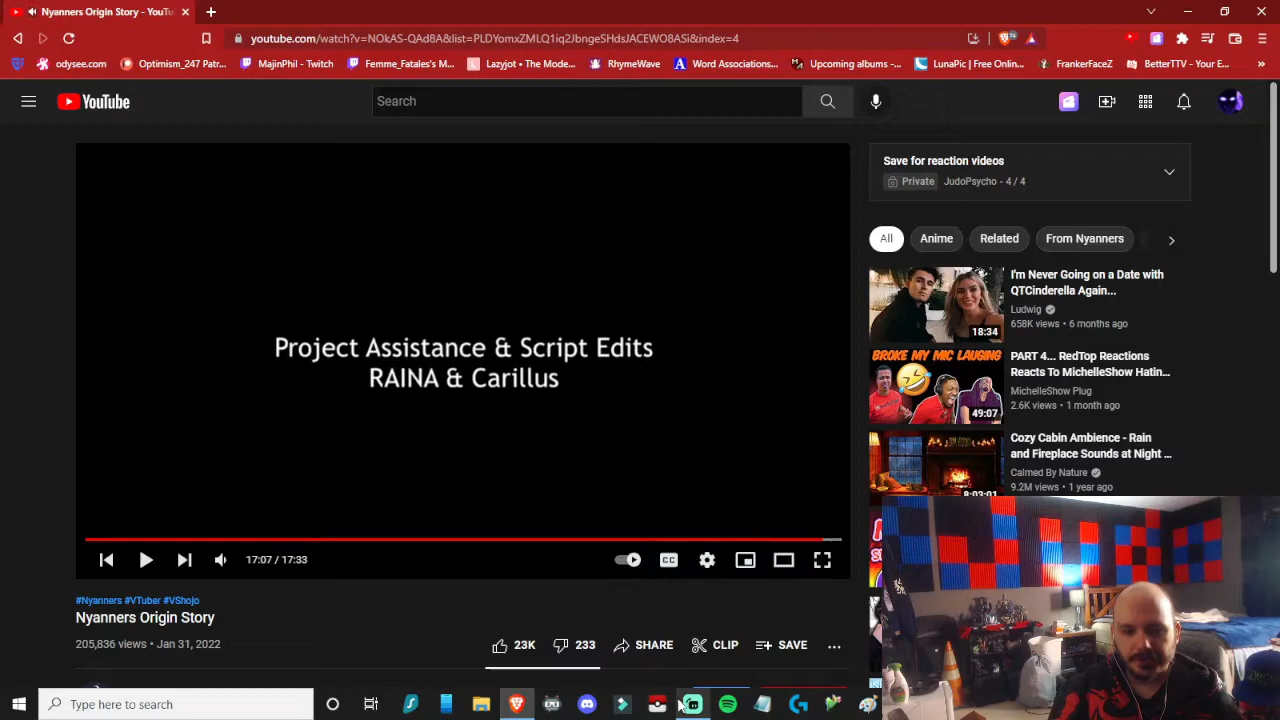 Nyanners Origin Story - YouTu
youtube.com/watch?v=NOkAS-QAd8A&list=PLDYomxZMLQ1iq2JbngeSHdsJACEWO8ASi&index=4
odysee.com
Optimism_247 Patr...
MajinPhil - Twitch
Femme_Fatales's M...
Lazyjot - The Mode...
RhymeWave
Word Associations...
Upcoming albums -...
LunaPic | Free Onlin...
FrankerFaceZ
BetterTTV - Your E...
YouTube
Search
Project Assistance & Script Edits
RAINA & Carillus
17:07 / 17:33
CC
#Nyanners #VTuber #VShojo
Nyanners Origin Story
205,836 views • Jan 31, 2022
23K
233
SHARE
CLIP
SAVE
Save for reaction videos
Private
JudoPsycho - 4 / 4
All
Anime
Related
From Nyanners
I'm Never Going on a Date with
QTCinderella Again...
Ludwig
658K views • 6 months ago
18:34
BROKE MY MIC LAUGING
PART 4... RedTop Reactions
Reacts To MichelleShow Hatin...
MichelleShow Plug
2.6K views • 1 month ago
49:07
Cozy Cabin Ambience - Rain
and Fireplace Sounds at Night ...
Calmed By Nature
9.2M views • 1 year ago
8:03:01
Type here to search